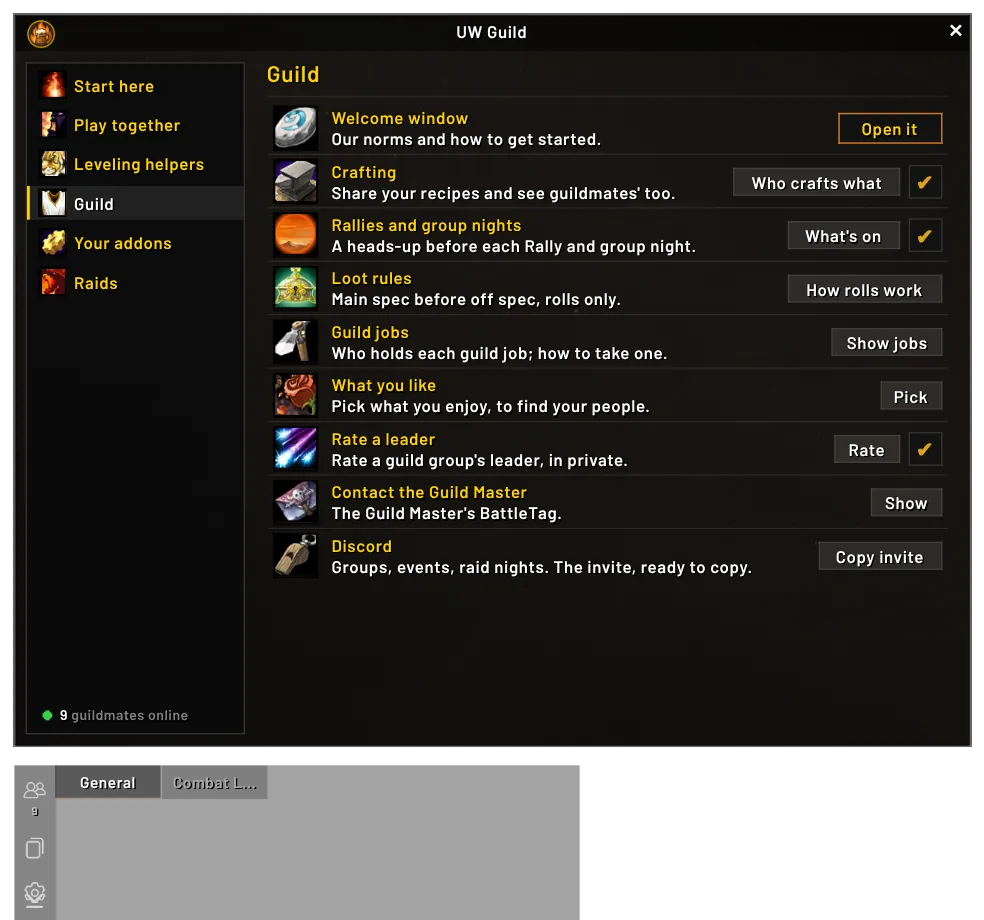 UW Guild
Start here
Play together
Leveling helpers
Guild
Your addons
Raids
9 guildmates online
Guild
Welcome window
Our norms and how to get started.
Open it
Crafting
Share your recipes and see guildmates' too.
Who crafts what
Rallies and group nights
A heads-up before each Rally and group night.
What's on
Loot rules
Main spec before off spec, rolls only.
How rolls work
Guild jobs
Who holds each guild job; how to take one.
Show jobs
What you like
Pick what you enjoy, to find your people.
Pick
Rate a leader
Rate a guild group's leader, in private.
Rate
Contact the Guild Master
The Guild Master's BattleTag.
Show
Discord
Groups, events, raid nights. The invite, ready to copy.
Copy invite
General
Combat L...
9